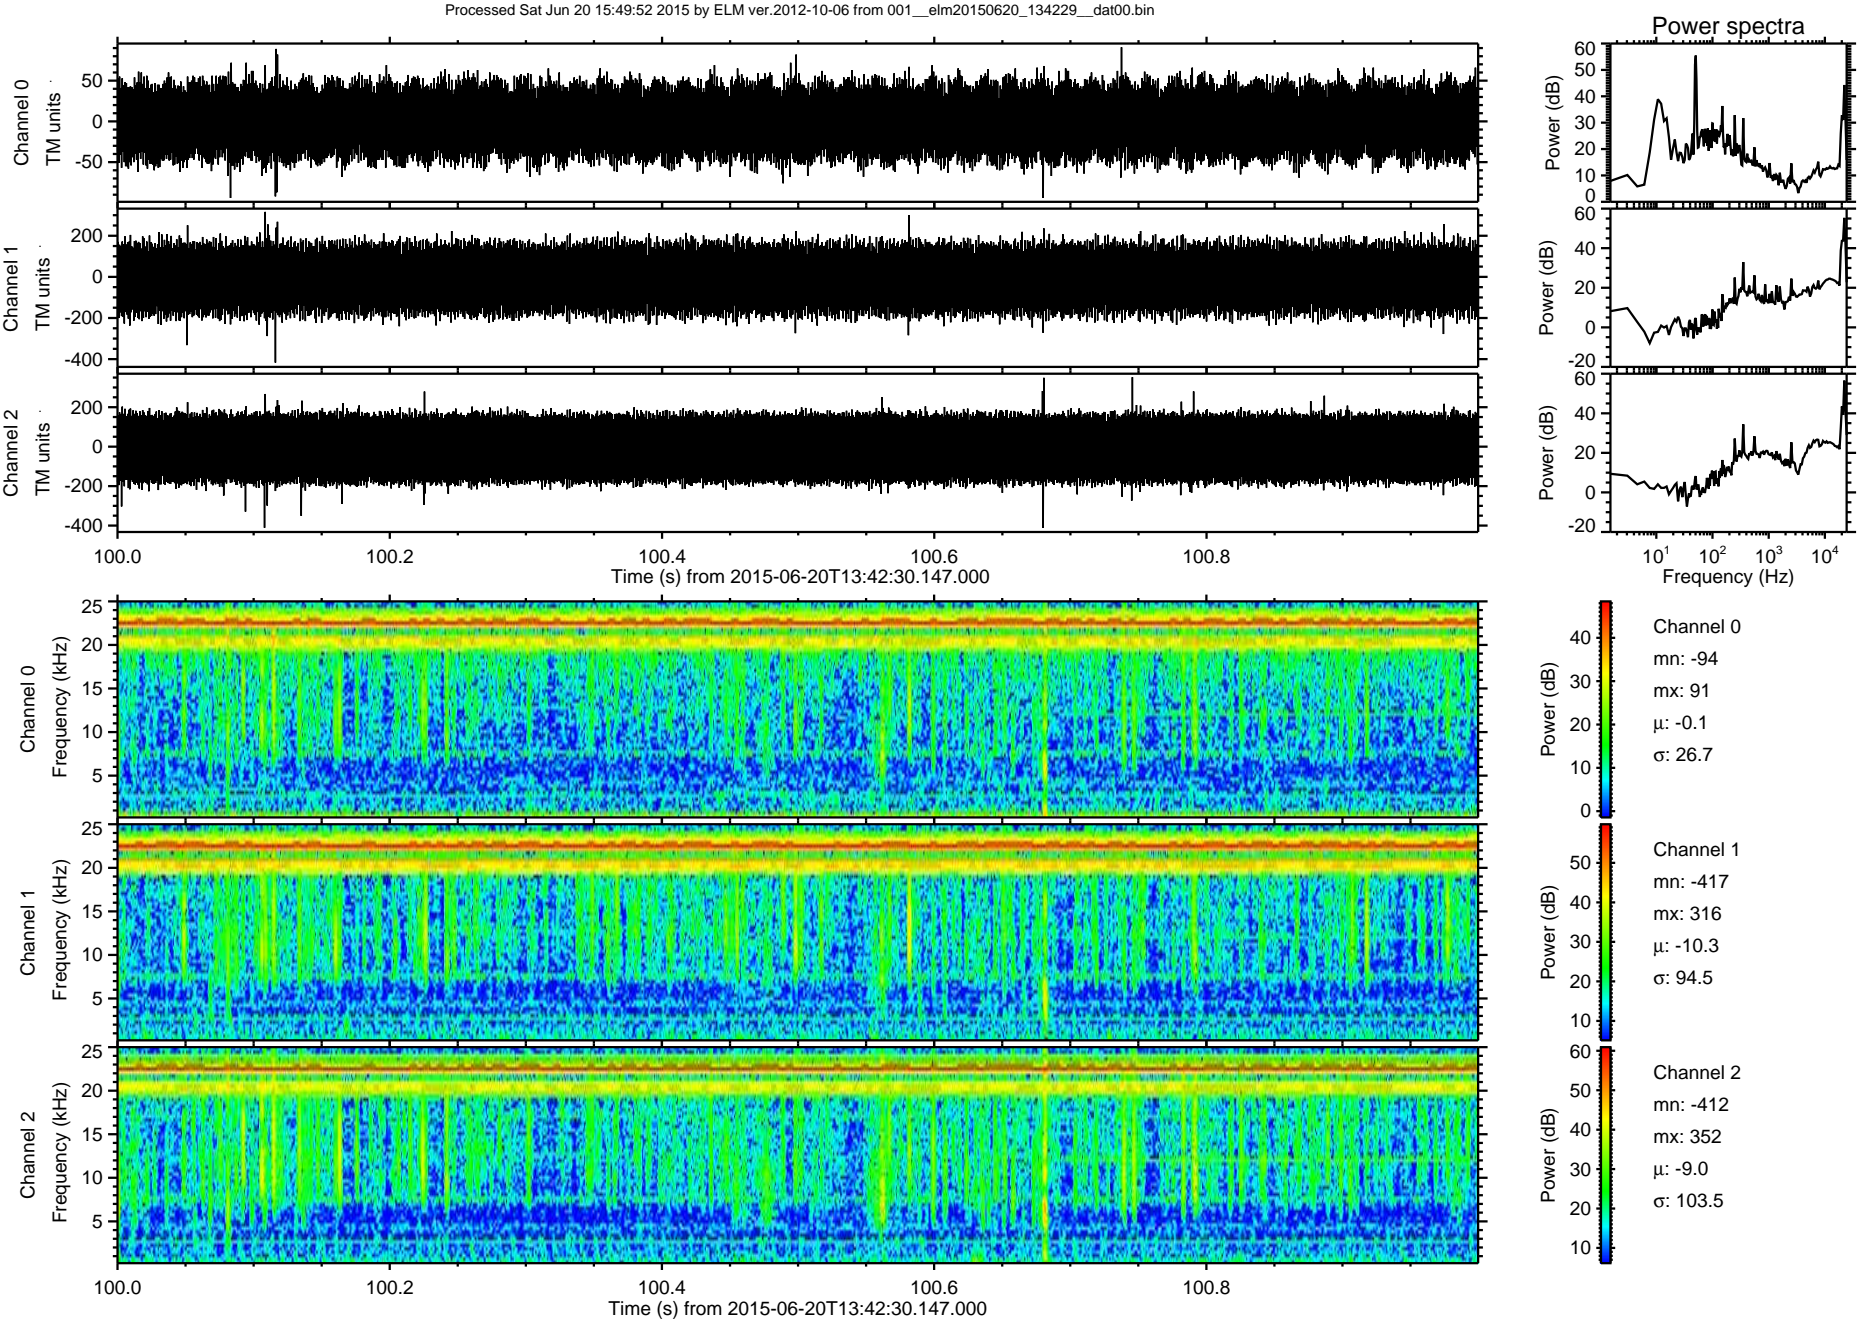 Processed Sat Jun 20 15:49:52 2015 by ELM ver.2012-10-06 from 001__elm20150620_134229__dat00.bin
Power spectra
Channel 0
TM units
50
0
-50
Power (dB)
60
50
40
30
20
10
0
Channel 1
TM units
200
0
-200
-400
Power (dB)
60
40
20
0
-20
Channel 2
TM units
200
0
-200
-400
Power (dB)
60
40
20
0
-20
100.0 100.2 100.4 100.6 100.8
Time (s) from 2015-06-20T13:42:30.147.000
10^1 10^2 10^3 10^4
Frequency (Hz)
Channel 0
Frequency (kHz)
25
20
15
10
5
Power (dB)
40
30
20
10
0
Channel 0
mn: -94
mx: 91
μ: -0.1
σ: 26.7
Channel 1
Frequency (kHz)
25
20
15
10
5
Power (dB)
50
40
30
20
10
Channel 1
mn: -417
mx: 316
μ: -10.3
σ: 94.5
Channel 2
Frequency (kHz)
25
20
15
10
5
Power (dB)
60
50
40
30
20
10
Channel 2
mn: -412
mx: 352
μ: -9.0
σ: 103.5
100.0 100.2 100.4 100.6 100.8
Time (s) from 2015-06-20T13:42:30.147.000